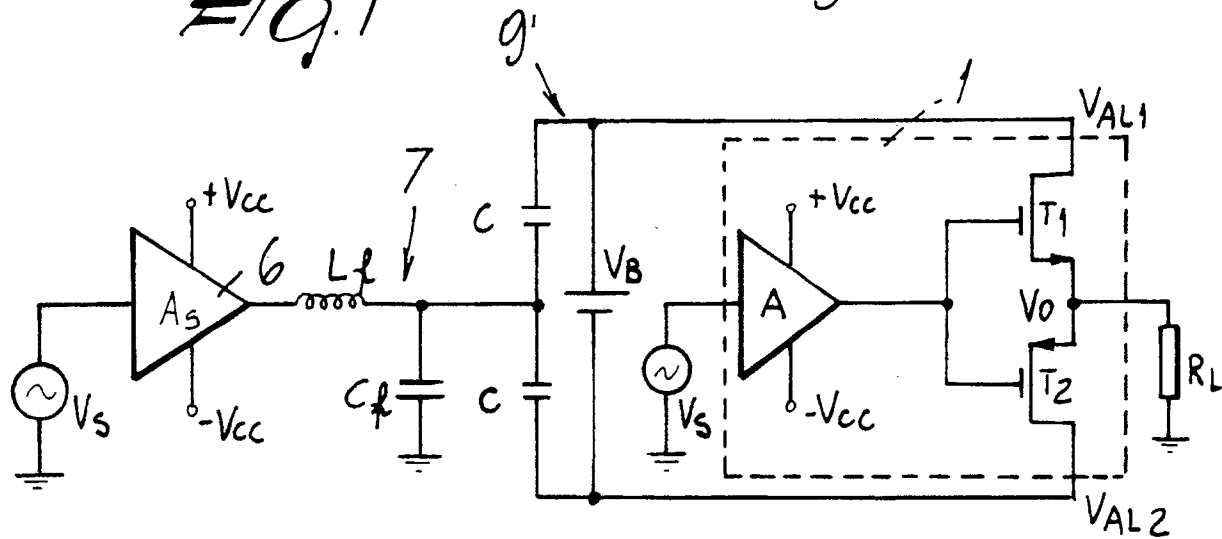 Fig. 1
9'
1
VAL1
7
+Vcc
6
Lf
As
Vs
-Vcc
Cf
C
C
VB
+Vcc
A
Vs
-Vcc
T1
Vo
T2
RL
VAL2